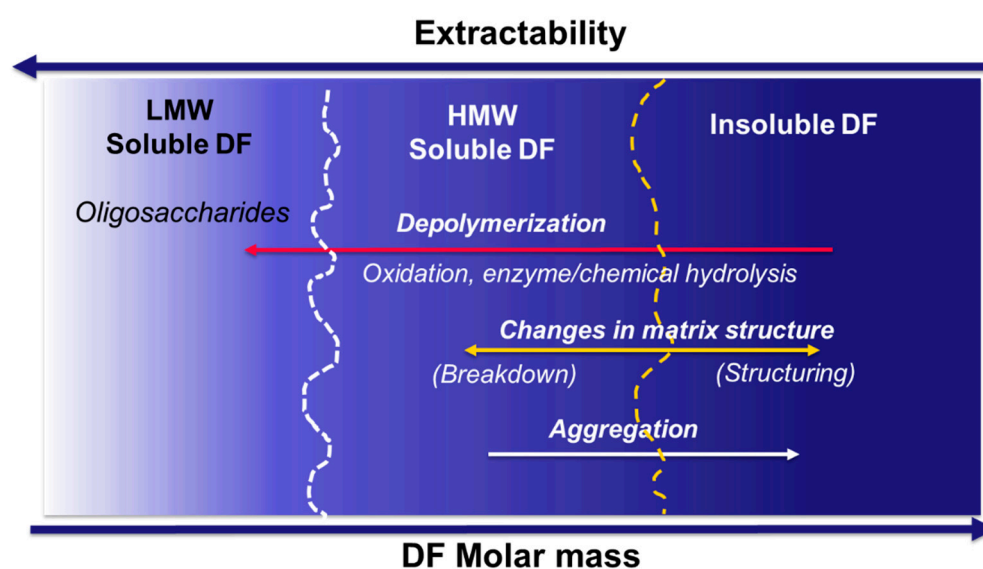 Extractability
LMW
Soluble DF
HMW
Soluble DF
Insoluble DF
Oligosaccharides
Depolymerization
Oxidation, enzyme/chemical hydrolysis
Changes in matrix structure
(Breakdown)
(Structuring)
Aggregation
DF Molar mass